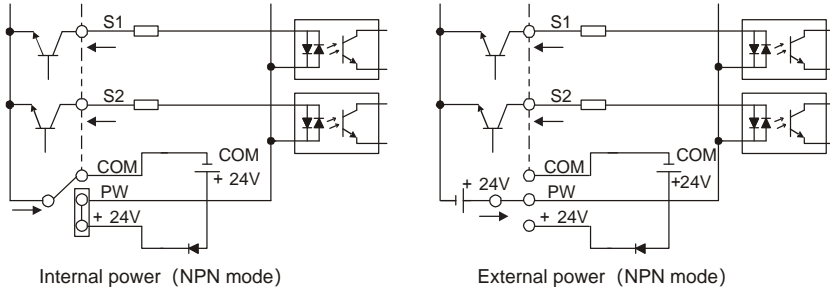 S1
S2
COM
COM
+ 24V
PW
+ 24V
Internal power (NPN mode)
S1
S2
COM
COM
+24V
+ 24V
PW
+ 24V
External power (NPN mode)